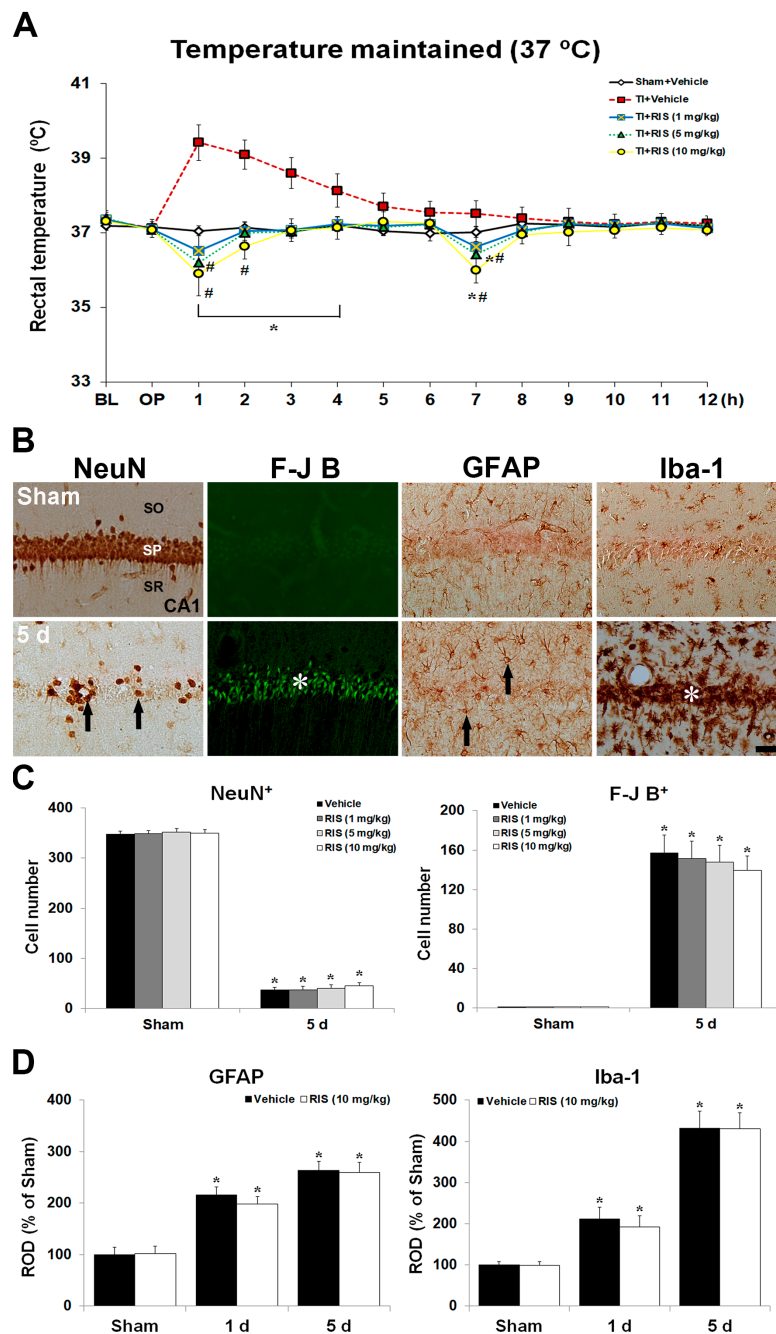 A
Temperature maintained (37 ºC)
Rectal temperature (ºC)
41
39
37
35
33
Sham+Vehicle
TI+Vehicle
TI+RIS (1 mg/kg)
TI+RIS (5 mg/kg)
TI+RIS (10 mg/kg)
#
#
#
*#
*#
*
BL OP 1 2 3 4 5 6 7 8 9 10 11 12 (h)
B
NeuN F-J B GFAP Iba-1
Sham
SO
SP
SR
CA1
5 d
*
*
C
NeuN+
Cell number
400
300
200
100
0
Vehicle
RIS (1 mg/kg)
RIS (5 mg/kg)
RIS (10 mg/kg)
* * * *
Sham 5 d
F-J B+
Cell number
200
160
120
80
40
0
Vehicle
RIS (1 mg/kg)
RIS (5 mg/kg)
RIS (10 mg/kg)
* * * *
Sham 5 d
D
GFAP
ROD (% of Sham)
400
300
200
100
0
Vehicle RIS (10 mg/kg)
* * * *
Sham 1 d 5 d
Iba-1
ROD (% of Sham)
500
400
300
200
100
0
Vehicle RIS (10 mg/kg)
* * * *
Sham 1 d 5 d